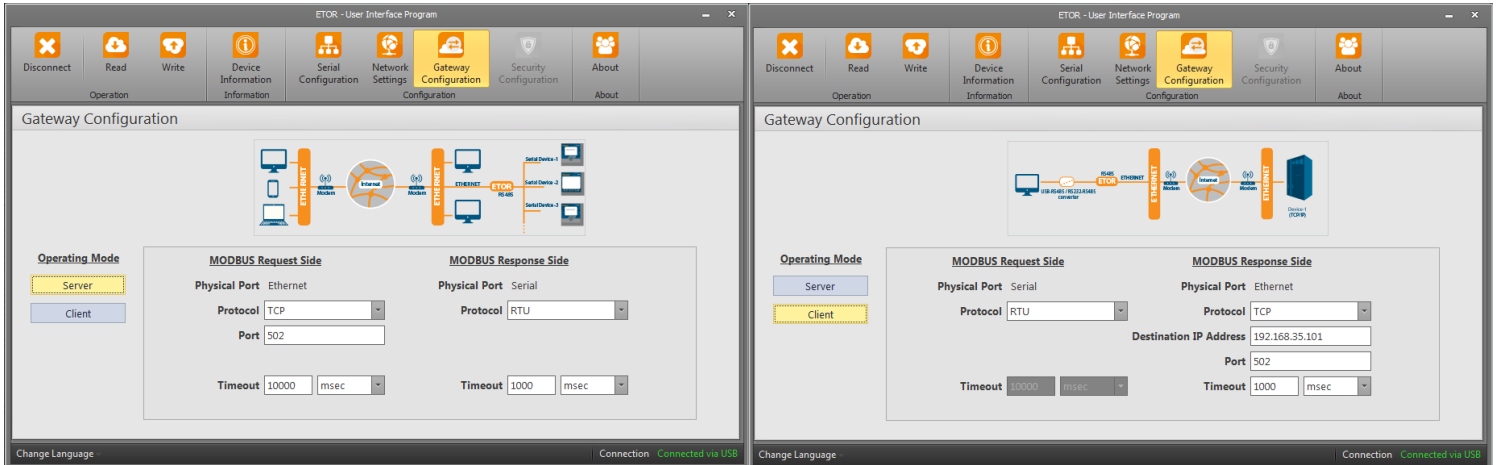 ETOR - User Interface Program
Disconnect
Read
Write
Device Information
Serial Configuration
Network Settings
Gateway Configuration
Security Configuration
About
Operation
Information
Configuration
About
Gateway Configuration
ETHERNET
Modem
Internet
Modem
ETHERNET
ETHERNET
ETOR
RS 485
Serial Device -1
Serial Device -2
Serial Device -3
Operating Mode
Server
Client
MODBUS Request Side
Physical Port Ethernet
Protocol TCP
Port 502
Timeout 10000 msec
MODBUS Response Side
Physical Port Serial
Protocol RTU
Timeout 1000 msec
Change Language
Connection Connected via USB
ETOR - User Interface Program
Disconnect
Read
Write
Device Information
Serial Configuration
Network Settings
Gateway Configuration
Security Configuration
About
Operation
Information
Configuration
About
Gateway Configuration
USB-RS485 / RS232-RS485
converter
RS485
ETOR
ETHERNET
ETHERNET
Modem
Internet
Modem
ETHERNET
Device-1
(TCP/IP)
Operating Mode
Server
Client
MODBUS Request Side
Physical Port Serial
Protocol RTU
Timeout 10000 msec
MODBUS Response Side
Physical Port Ethernet
Protocol TCP
Destination IP Address 192.168.35.101
Port 502
Timeout 1000 msec
Change Language
Connection Connected via USB